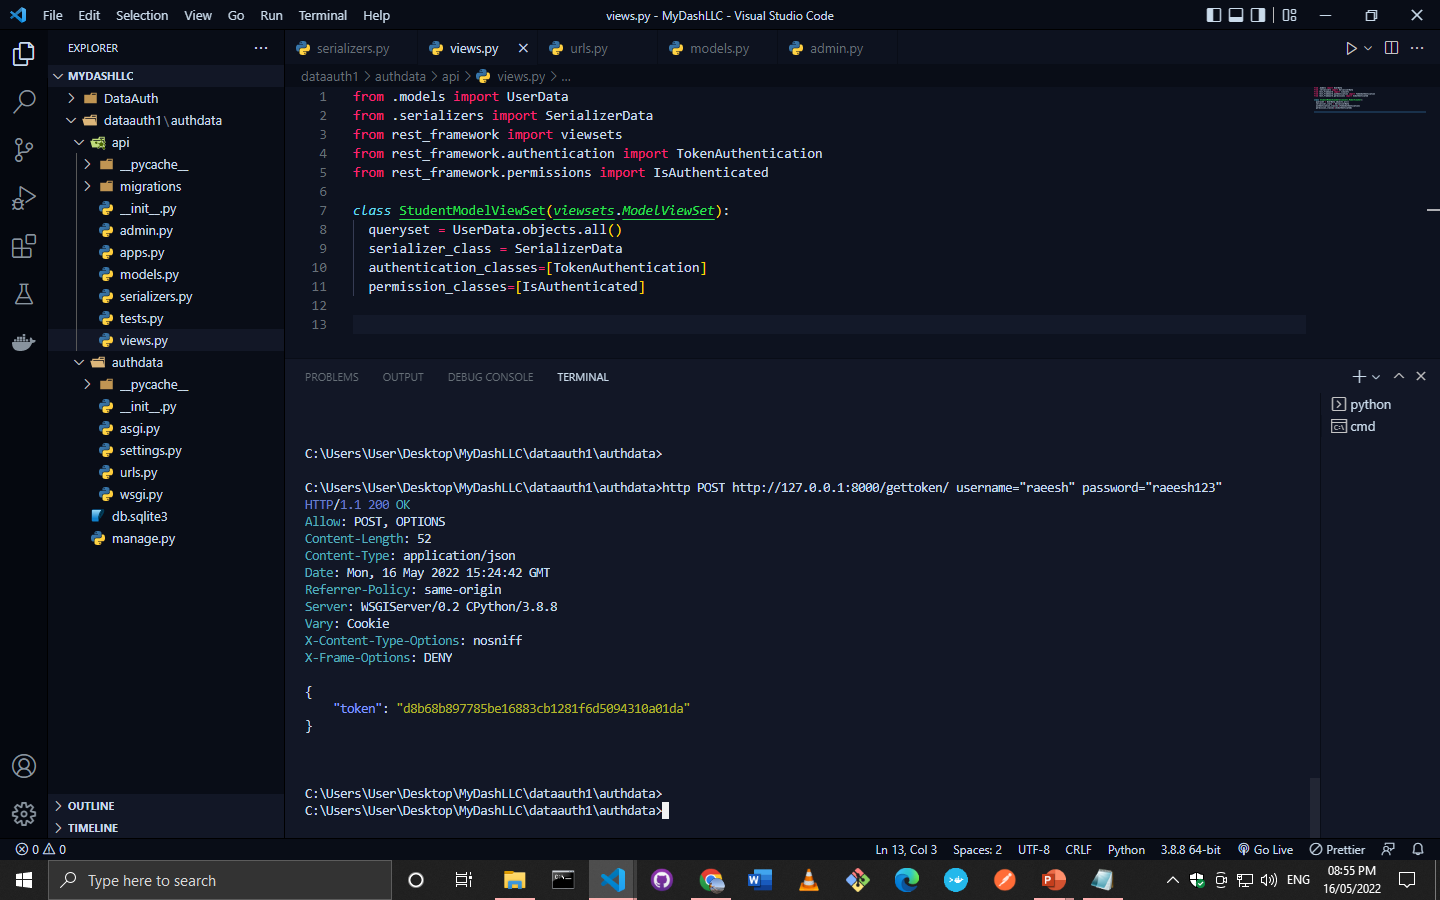 File Edit Selection View Go Run Terminal Help
views.py - MyDashLLC - Visual Studio Code
EXPLORER
MYDASHLLC
DataAuth
dataauth1 \ authdata
api
__pycache__
migrations
__init__.py
admin.py
apps.py
models.py
serializers.py
tests.py
views.py
authdata
__pycache__
__init__.py
asgi.py
settings.py
urls.py
wsgi.py
db.sqlite3
manage.py
OUTLINE
TIMELINE
serializers.py views.py urls.py models.py admin.py
dataauth1 > authdata > api > views.py > ...
1 from .models import UserData
2 from .serializers import SerializerData
3 from rest_framework import viewsets
4 from rest_framework.authentication import TokenAuthentication
5 from rest_framework.permissions import IsAuthenticated
6
7 class StudentModelViewSet(viewsets.ModelViewSet):
8 queryset = UserData.objects.all()
9 serializer_class = SerializerData
10 authentication_classes=[TokenAuthentication]
11 permission_classes=[IsAuthenticated]
12
13
PROBLEMS OUTPUT DEBUG CONSOLE TERMINAL
python
cmd
C:\Users\User\Desktop\MyDashLLC\dataauth1\authdata>
C:\Users\User\Desktop\MyDashLLC\dataauth1\authdata>http POST http://127.0.0.1:8000/gettoken/ username="raeesh" password="raeesh123"
HTTP/1.1 200 OK
Allow: POST, OPTIONS
Content-Length: 52
Content-Type: application/json
Date: Mon, 16 May 2022 15:24:42 GMT
Referrer-Policy: same-origin
Server: WSGIServer/0.2 CPython/3.8.8
Vary: Cookie
X-Content-Type-Options: nosniff
X-Frame-Options: DENY
{
"token": "d8b68b897785be16883cb1281f6d5094310a01da"
}
C:\Users\User\Desktop\MyDashLLC\dataauth1\authdata>
C:\Users\User\Desktop\MyDashLLC\dataauth1\authdata>
0 0
Ln 13, Col 3 Spaces: 2 UTF-8 CRLF Python 3.8.8 64-bit Go Live Prettier
Type here to search
ENG
08:55 PM
16/05/2022